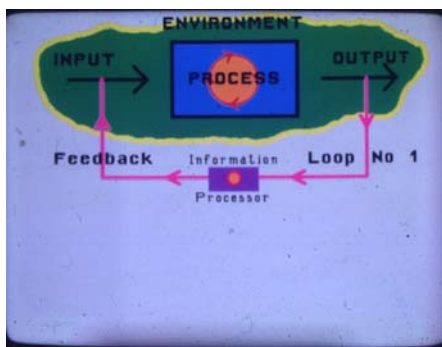 ENVIRONMENT
INPUT
PROCESS
OUTPUT
Feedback
Information
Processor
Loop No 1